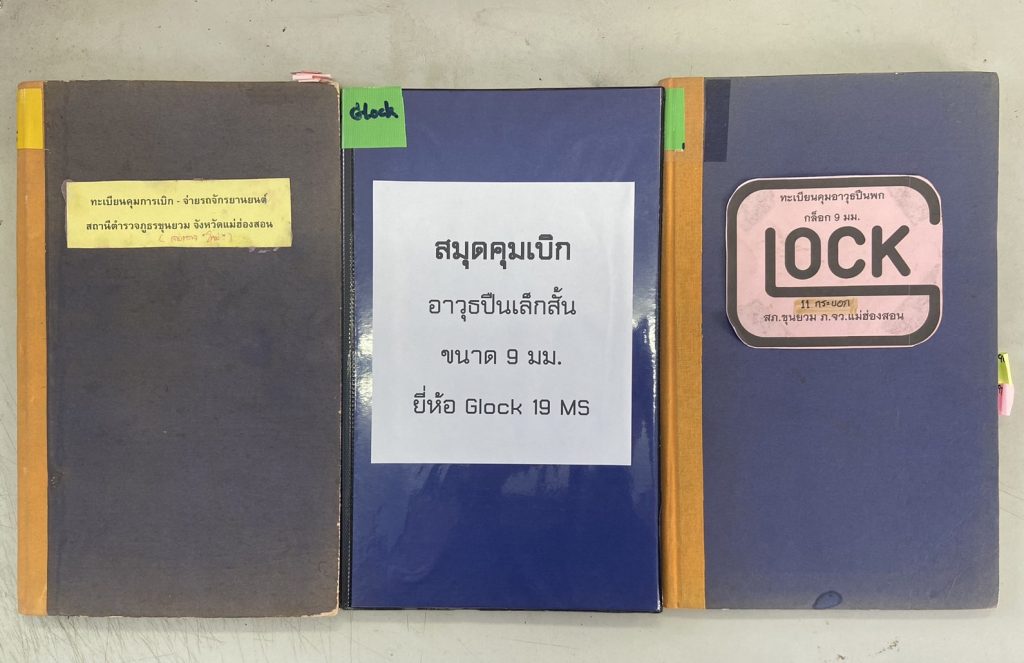 ทะเบียนคุมการเบิก - จ่ายรถจักรยานยนต์
สถานีตำรวจภูธรขุนยวม จังหวัดแม่ฮ่องสอน
Glock
สมุดคุมเบิก
อาวุธปืนเล็กสั้น
ขนาด 9 มม.
ยี่ห้อ Glock 19 MS
ทะเบียนคุมอาวุธปืนพก
กล็อก 9 มม.
GLOCK
11 กระบอก
สภ.ขุนยวม ภ.จว.แม่ฮ่องสอน